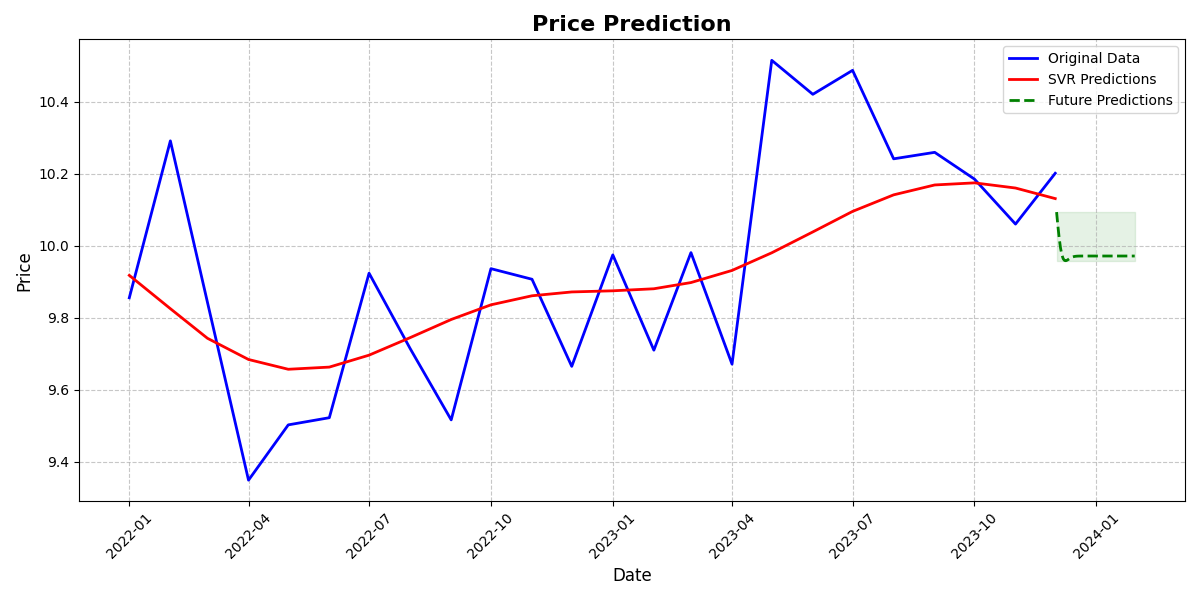 Price Prediction
Original Data
SVR Predictions
Future Predictions
Price
10.4
10.2
10.0
9.8
9.6
9.4
2022-01
2022-04
2022-07
2022-10
2023-01
2023-04
2023-07
2023-10
2024-01
Date